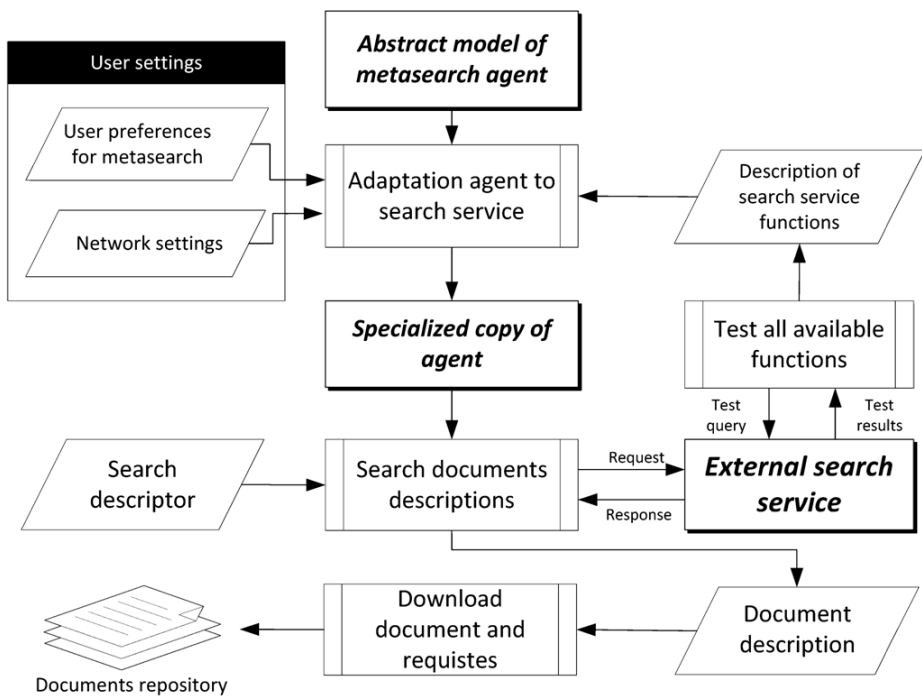 Abstract model of
metasearch agent
User settings
User preferences
for metasearch
Network settings
Adaptation agent to
search service
Description of
search service
functions
Specialized copy of
agent
Test all available
functions
Test
query
Test
results
Search
descriptor
Search documents
descriptions
Request
Response
External search
service
Download
document and
requistes
Document
description
Documents repository